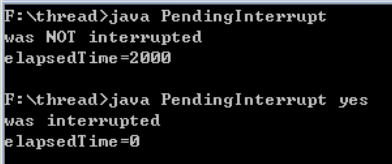 F:\thread>java PendingInterrupt
was NOT interrupted
elapsedTime=2000
F:\thread>java PendingInterrupt yes
was interrupted
elapsedTime=0